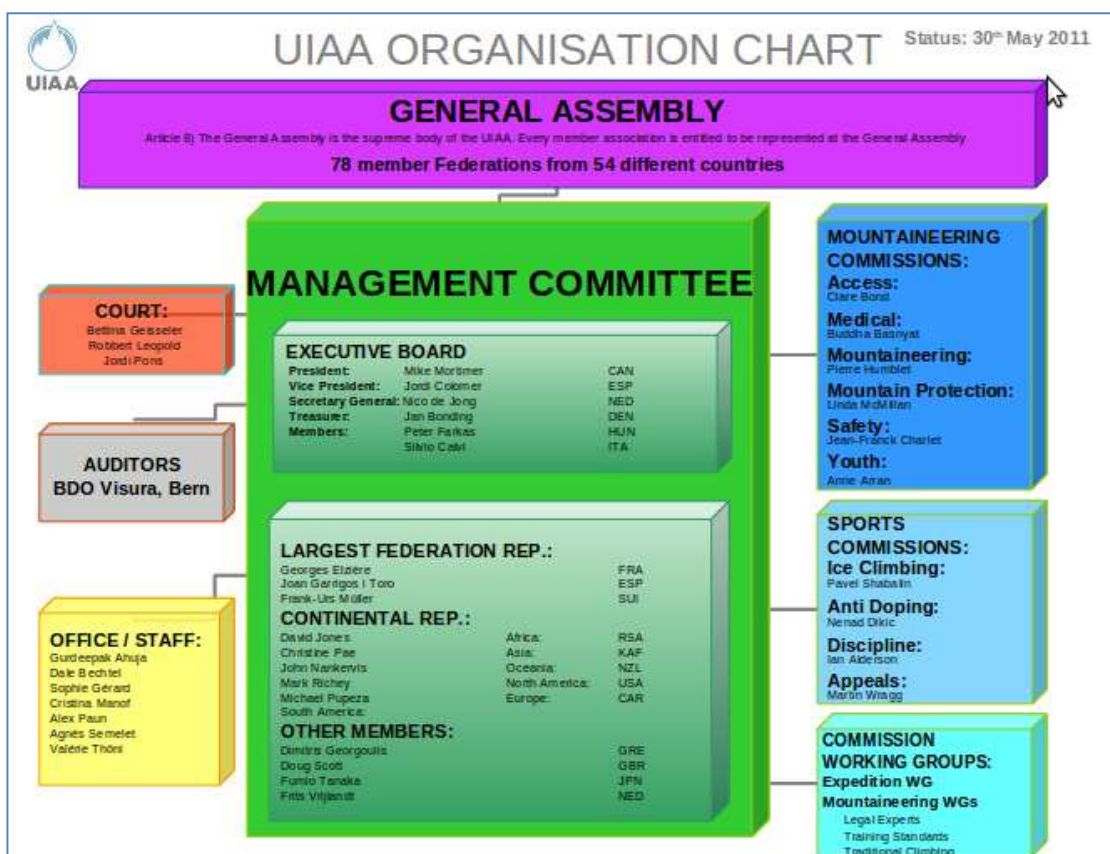 UIAA
UIAA ORGANISATION CHART
Status: 30th May 2011
GENERAL ASSEMBLY
Article 8) The General Assembly is the supreme body of the UIAA. Every member association is entitled to be represented at the General Assembly
78 member Federations from 54 different countries
MANAGEMENT COMMITTEE
EXECUTIVE BOARD
President: Mike Mortimer CAN
Vice President: Jordi Colomer ESP
Secretary General: Nico de Jong NED
Treasurer: Jan Bonding DEN
Members: Peter Farkas HUN
Silvio Calvi ITA
LARGEST FEDERATION REP.:
Georges Elzière FRA
Joan Garrigos i Toro ESP
Frank-Urs Müller SUI
CONTINENTAL REP.:
David Jones Africa: RSA
Christine Pae Asia: KAF
John Nankervis Oceania: NZL
Mark Richey North America: USA
Michael Pupeza Europe: CAR
South America:
OTHER MEMBERS:
Dimitris Georgoulis GRE
Doug Scott GBR
Fumio Tanaka JPN
Frits Vrijlandt NED
COURT:
Bettina Geisseler
Robbert Leopold
Jordi Pons
AUDITORS
BDO Visura, Bern
OFFICE / STAFF:
Gurdeepak Ahuja
Dale Bechtel
Sophie Gérard
Cristina Manof
Alex Paun
Agnès Semelet
Valérie Thöni
MOUNTAINEERING
COMMISSIONS:
Access:
Clare Bond
Medical:
Buddha Basnyat
Mountaineering:
Pierre Humblet
Mountain Protection:
Linda McMillan
Safety:
Jean-Franck Charlet
Youth:
Anne Arran
SPORTS
COMMISSIONS:
Ice Climbing:
Pavel Shabalin
Anti Doping:
Nenad Dikic
Discipline:
Ian Alderson
Appeals:
Martin Wragg
COMMISSION
WORKING GROUPS:
Expedition WG
Mountaineering WGs
Legal Experts
Training Standards
Traditional Climbing